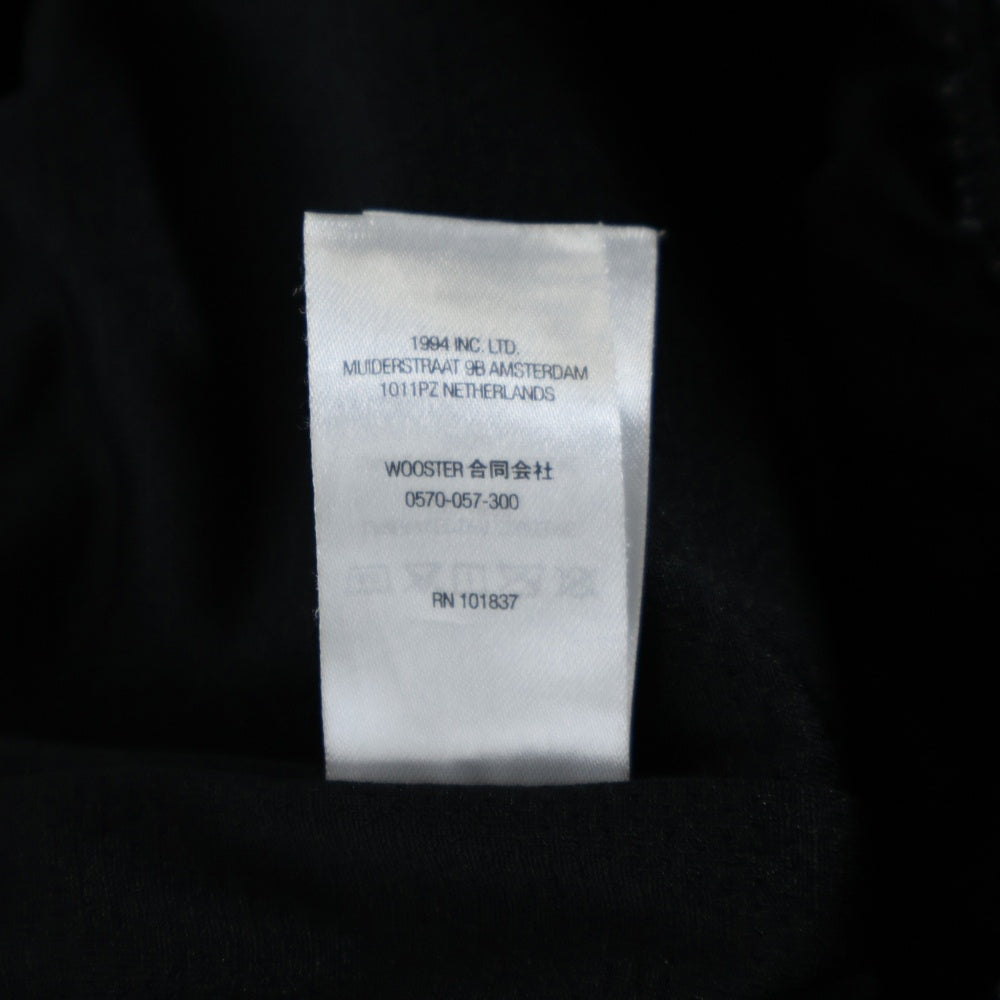 1994 INC. LTD.
MUIDERSTRAAT 9B AMSTERDAM
1011PZ NETHERLANDS
WOOSTER 合同会社
0570-057-300
RN 101837